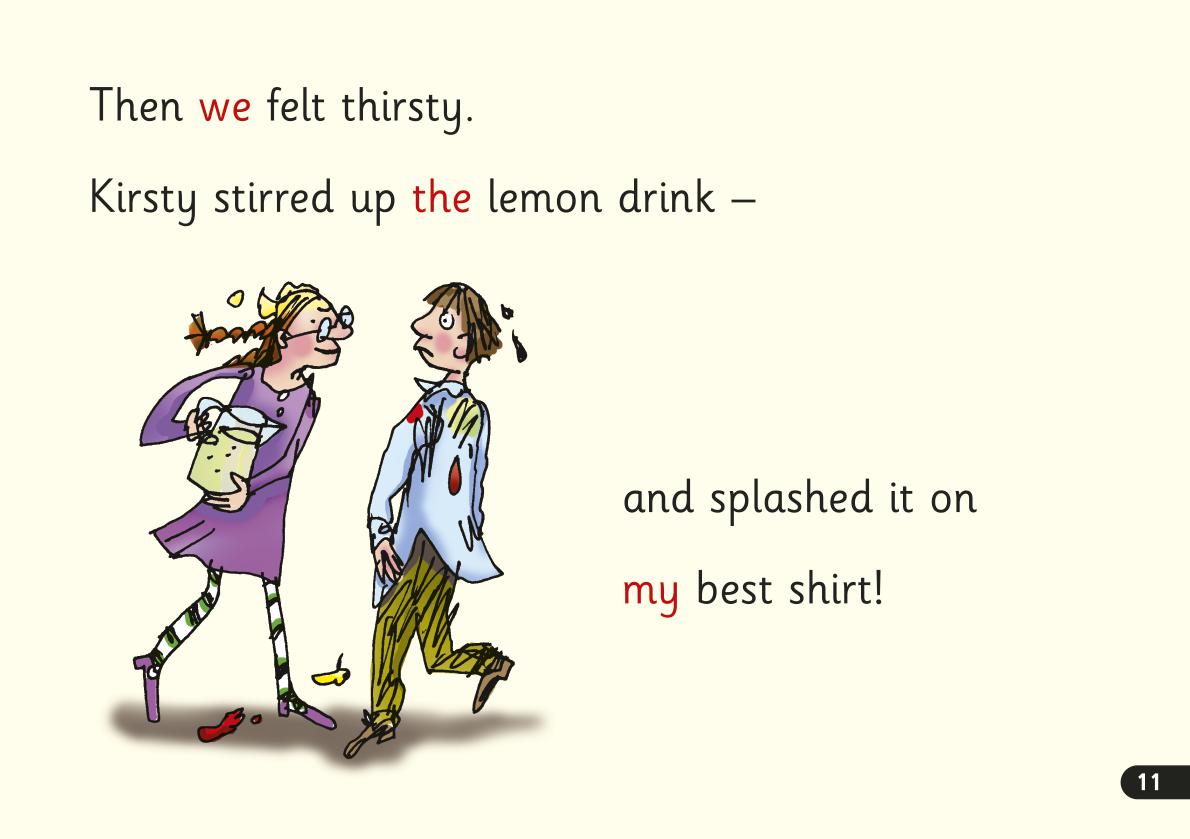 Then we felt thirsty.
Kirsty stirred up the lemon drink –
and splashed it on
my best shirt!
11